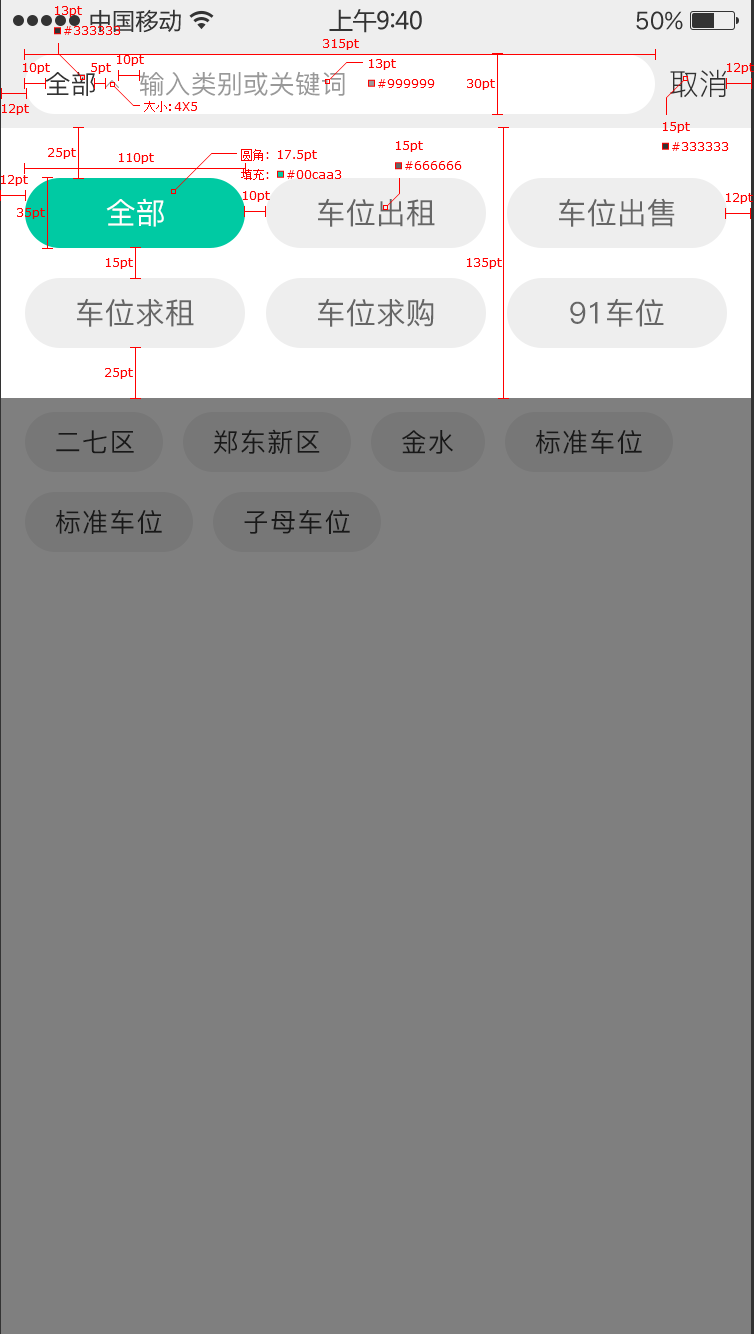 13pt
中国移动 上午9:40 50%
#333333
315pt
10pt 5pt 10pt 13pt 12pt
全部 输入类别或关键词 #999999 30pt 取消
12pt 大小: 4X5
15pt
#333333
25pt 110pt 圆角: 17.5pt 15pt
填充: #00caa3 #666666
12pt 10pt 12pt
35pt 全部 车位出租 车位出售
15pt 135pt
车位求租 车位求购 91车位
25pt
二七区 郑东新区 金水 标准车位
标准车位 子母车位